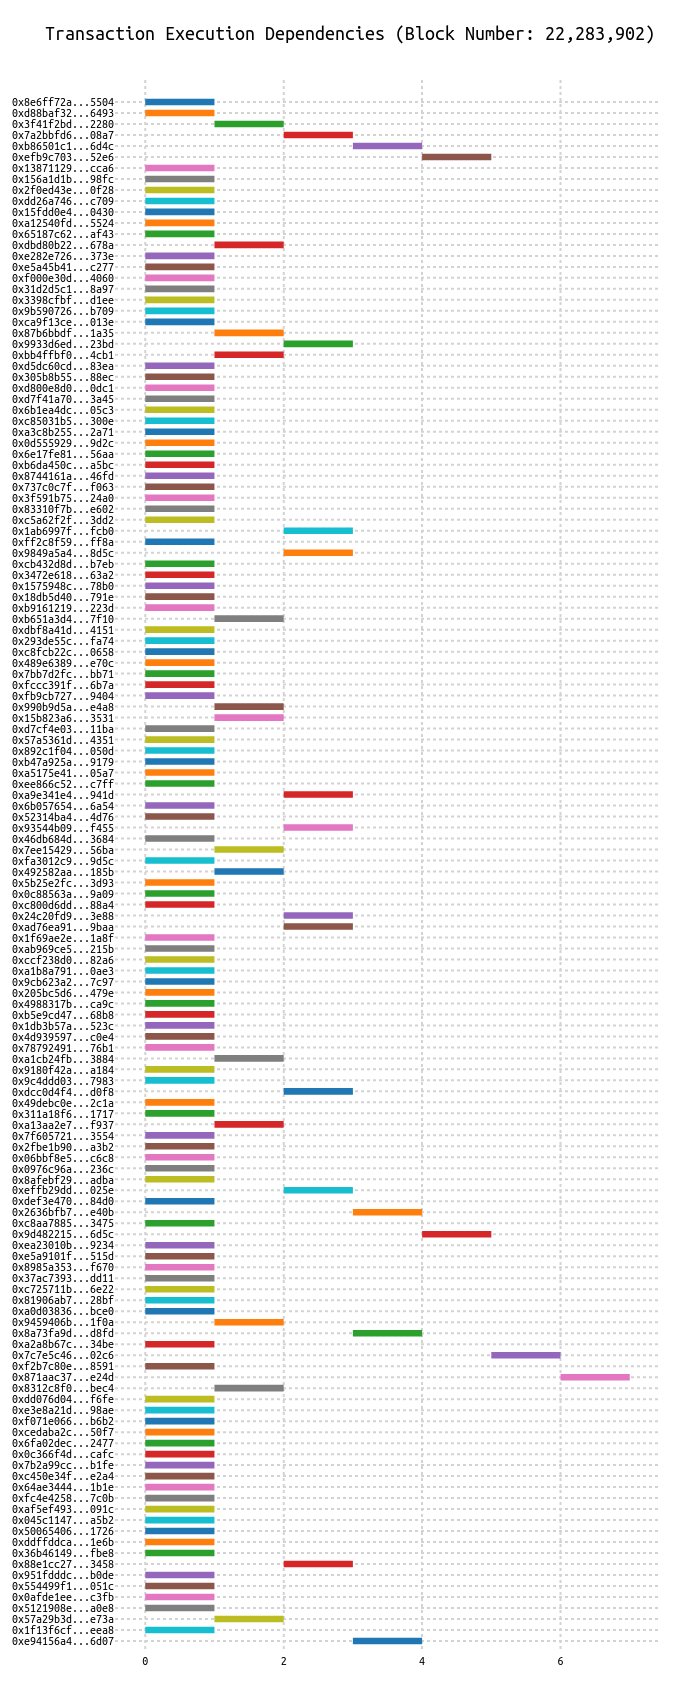 Transaction Execution Dependencies (Block Number: 22,283,902)
0x8e6ff72a...5504
0xd88baf32...6493
0x3f41f2bd...2280
0x7a2bbfd6...08a7
0xb86501c1...6d4c
0xefb9c703...52e6
0x13871129...cca6
0x156a1d1b...98fc
0x2f0ed43e...0f28
0xdd26a746...c709
0x15fdd0e4...0430
0xa12540fd...5524
0x65187c62...af43
0xdbd80b22...678a
0xe282e726...373e
0xe5a45b41...c277
0xf000e30d...4060
0x31d2d5c1...8a97
0x3398cfbf...d1ee
0x9b590726...b709
0xca9f13ce...013e
0x87b6bbdf...1a35
0x9933d6ed...23bd
0xbb4ffbf0...4cb1
0xd5dc60cd...83ea
0x305b8b55...88ec
0xd800e8d0...0dc1
0xd7f41a70...3a45
0x6b1ea4dc...05c3
0xc85031b5...300e
0xa3c8b255...2a71
0x0d555929...9d2c
0x6e17fe81...56aa
0xb6da450c...a5bc
0x8744161a...46fd
0x737c0c7f...f063
0x3f591b75...24a0
0x83310f7b...e602
0xc5a62f2f...3dd2
0x1ab6997f...fcb0
0xff2c8f59...ff8a
0x9849a5a4...8d5c
0xcb432d8d...b7eb
0x3472e618...63a2
0x1575948c...78b0
0x18db5d40...791e
0xb9161219...223d
0xb651a3d4...7f10
0xdbf8a41d...4151
0x293de55c...fa74
0xc8fcb22c...0658
0x489e6389...e70c
0x7bb7d2fc...bb71
0xfccc391f...6b7a
0xfb9cb727...9404
0x990b9d5a...e4a8
0x15b823a6...3531
0xd7cf4e03...11ba
0x57a5361d...4351
0x892c1f04...050d
0xb47a925a...9179
0xa5175e41...05a7
0xee866c52...c7ff
0xa9e341e4...941d
0x6b057654...6a54
0x52314ba4...4d76
0x93544b09...f455
0x46db684d...3684
0x7ee15429...56ba
0xfa3012c9...9d5c
0x492582aa...185b
0x5b25e2fc...3d93
0x0c88563a...9a09
0xc800d6dd...88a4
0x24c20fd9...3e88
0xad76ea91...9baa
0x1f69ae2e...1a8f
0xab969ce5...215b
0xccf238d0...82a6
0xa1b8a791...0ae3
0x9cb623a2...7c97
0x205bc5d6...479e
0x4988317b...ca9c
0xb5e9cd47...68b8
0x1db3b57a...523c
0x4d939597...c0e4
0x78792491...76b1
0xa1cb24fb...3884
0x9180f42a...a184
0x9c4ddd03...7983
0xdcc0d4f4...d0f8
0x49debc0e...2c1a
0x311a18f6...1717
0xa13aa2e7...f937
0x7f605721...3554
0x2fbe1b90...a3b2
0x06bbf8e5...c6c8
0x0976c96a...236c
0x8afebf29...adba
0xeffb29dd...025e
0xdef3e470...84d0
0x2636bfb7...e40b
0xc8aa7885...3475
0x9d482215...6d5c
0xea23010b...9234
0xe5a9101f...515d
0x8985a353...f670
0x37ac7393...dd11
0xc725711b...6e22
0x81906ab7...28bf
0xa0d03836...bce0
0x9459406b...1f0a
0x8a73fa9d...d8fd
0xa2a8b67c...34be
0x7c7e5c46...02c6
0xf2b7c80e...8591
0x871aac37...e24d
0x8312c8f0...bec4
0xdd076d04...f6fe
0xe3e8a21d...98ae
0xf071e066...b6b2
0xcedaba2c...50f7
0x6fa02dec...2477
0x0c366f4d...cafc
0x7b2a99cc...b1fe
0xc450e34f...e2a4
0x64ae3444...1b1e
0xfc4e4258...7c0b
0xaf5ef493...091c
0x045c1147...a5b2
0x50065406...1726
0xddffddca...1e6b
0x36b46149...fbe8
0x88e1cc27...3458
0x951fdddc...b0de
0x554499f1...051c
0x0afde1ee...c3fb
0x5121908e...a0e8
0x57a29b3d...e73a
0x1f13f6cf...eea8
0xe94156a4...6d07
0 2 4 6